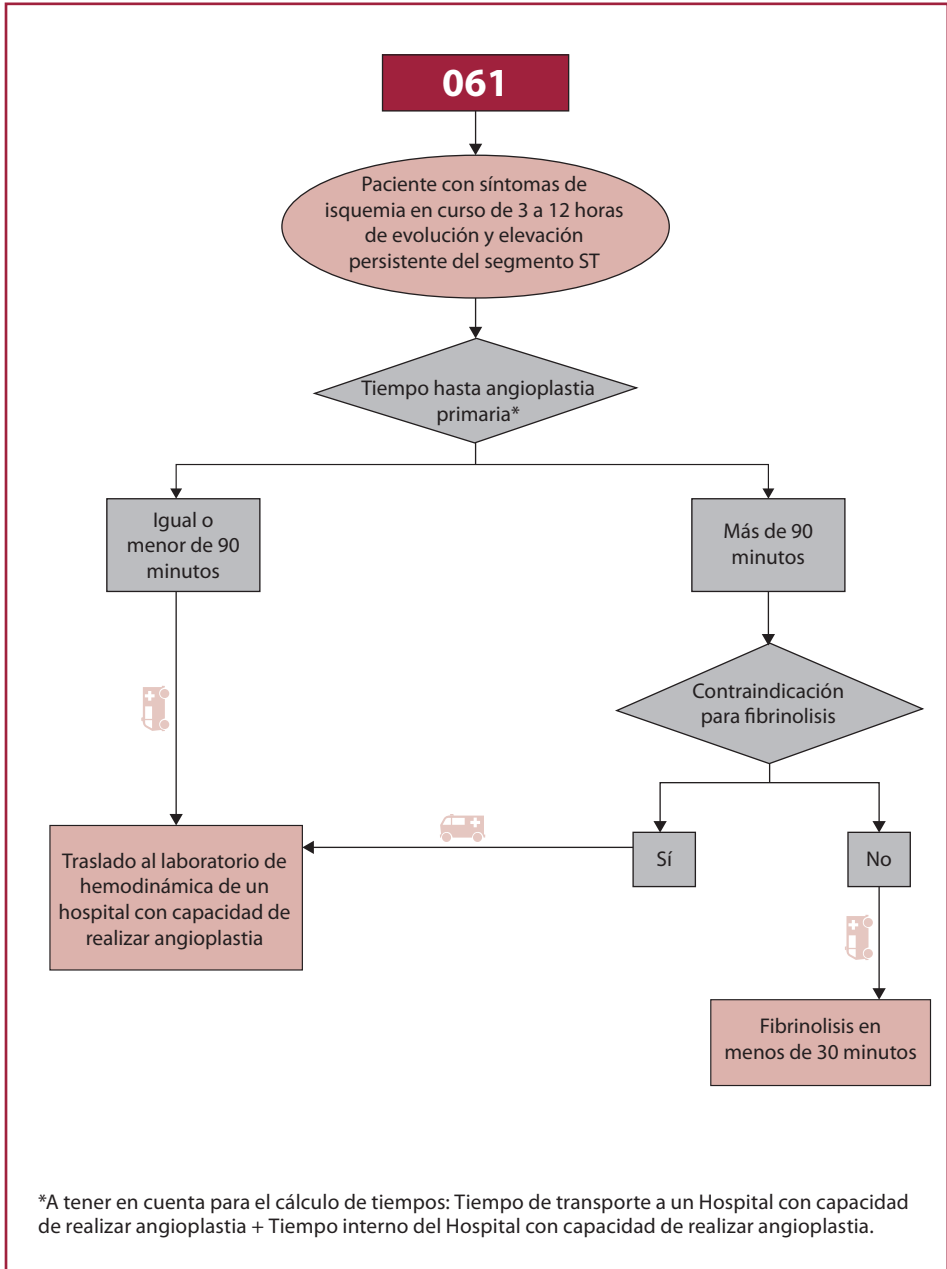 061
Paciente con síntomas de
isquemia en curso de 3 a 12 horas
de evolución y elevación
persistente del segmento ST
Tiempo hasta angioplastia
primaria*
Igual o
menor de 90
minutos
Más de 90
minutos
Contraindicación
para fibrinolisis
Sí
No
Traslado al laboratorio de
hemodinámica de un
hospital con capacidad de
realizar angioplastia
Fibrinolisis en
menos de 30 minutos
*A tener en cuenta para el cálculo de tiempos: Tiempo de transporte a un Hospital con capacidad
de realizar angioplastia + Tiempo interno del Hospital con capacidad de realizar angioplastia.